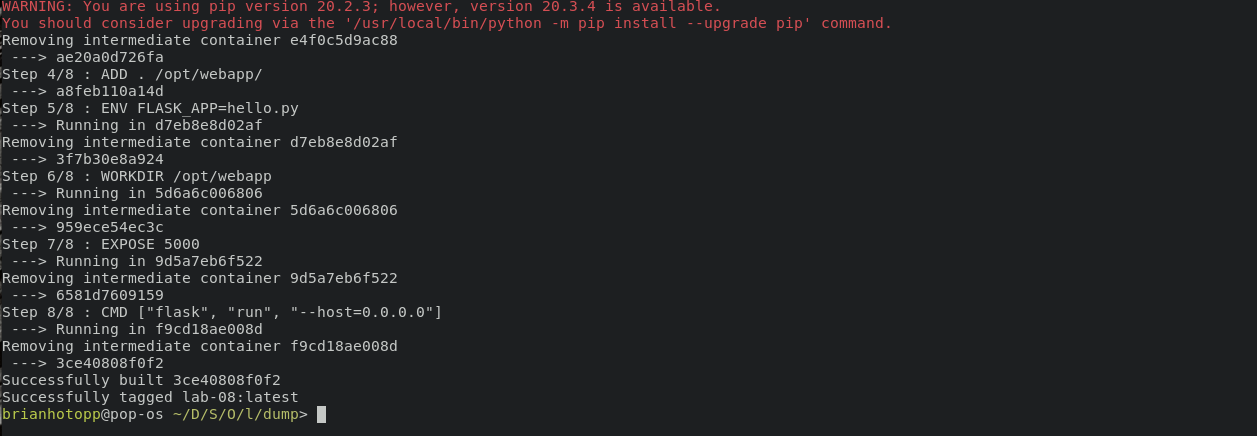 WARNING: You are using pip version 20.2.3; however, version 20.3.4 is available.
You should consider upgrading via the '/usr/local/bin/python -m pip install --upgrade pip' command.
Removing intermediate container e4f0c5d9ac88
 ---> ae20a0d726fa
Step 4/8 : ADD . /opt/webapp/
 ---> a8feb110a14d
Step 5/8 : ENV FLASK_APP=hello.py
 ---> Running in d7eb8e8d02af
Removing intermediate container d7eb8e8d02af
 ---> 3f7b30e8a924
Step 6/8 : WORKDIR /opt/webapp
 ---> Running in 5d6a6c006806
Removing intermediate container 5d6a6c006806
 ---> 959ece54ec3c
Step 7/8 : EXPOSE 5000
 ---> Running in 9d5a7eb6f522
Removing intermediate container 9d5a7eb6f522
 ---> 6581d7609159
Step 8/8 : CMD ["flask", "run", "--host=0.0.0.0"]
 ---> Running in f9cd18ae008d
Removing intermediate container f9cd18ae008d
 ---> 3ce40808f0f2
Successfully built 3ce40808f0f2
Successfully tagged lab-08:latest
brianhotopp@pop-os ~/D/S/O/l/dump>